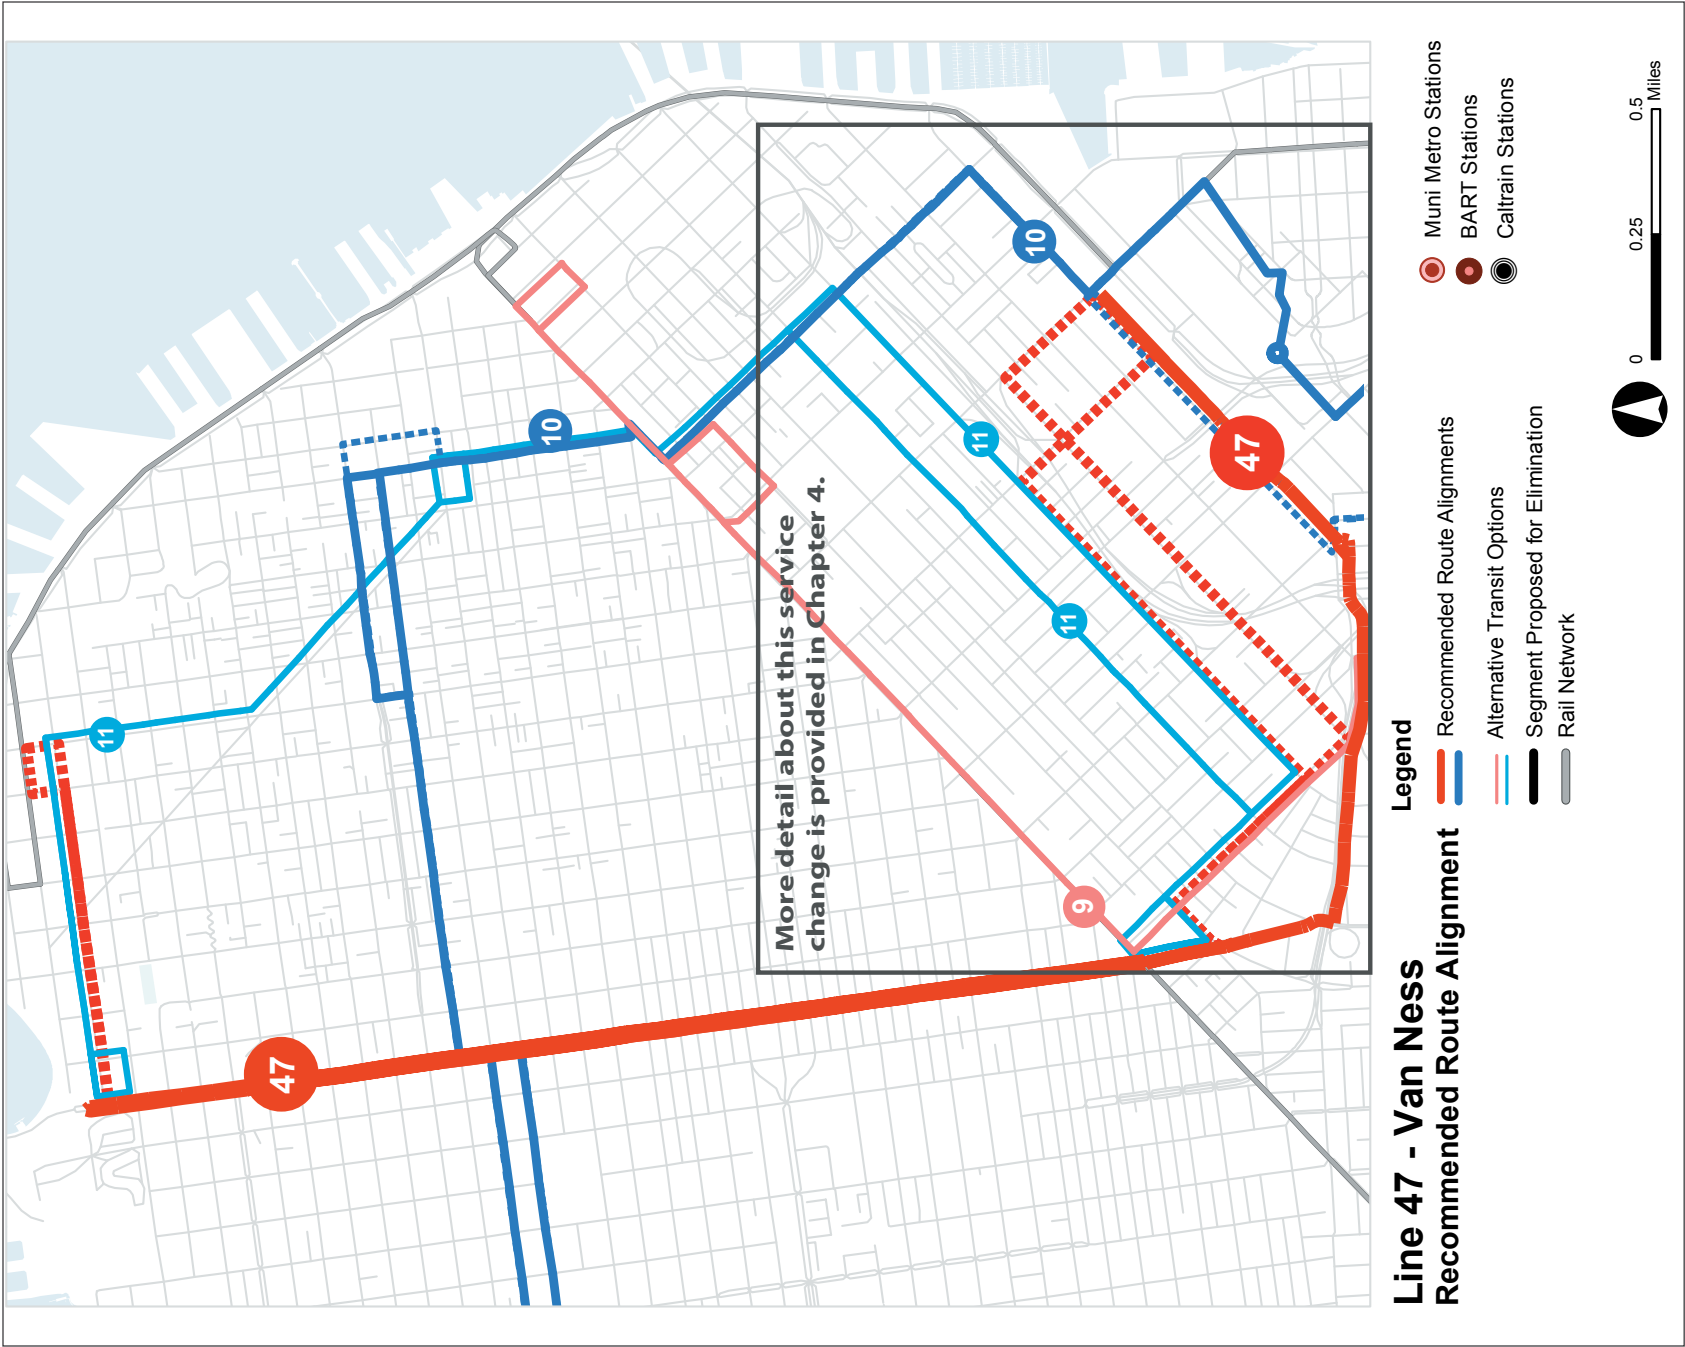 11
47
10
10
11
11
9
47
More detail about this service
change is provided in Chapter 4.
Line 47 - Van Ness
Recommended Route Alignment
Legend
Recommended Route Alignments
Alternative Transit Options
Segment Proposed for Elimination
Rail Network
Muni Metro Stations
BART Stations
Caltrain Stations
0 0.25 0.5
Miles